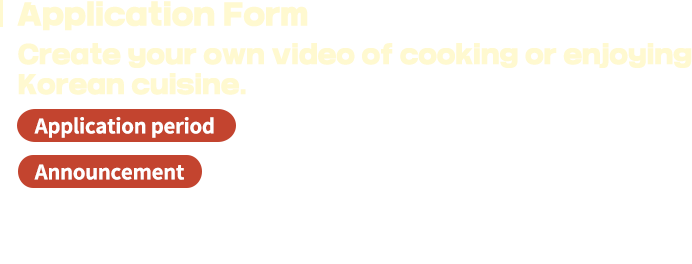 Application Form
Create your own video of cooking or enjoying
Korean cuisine.
Application period
Announcement